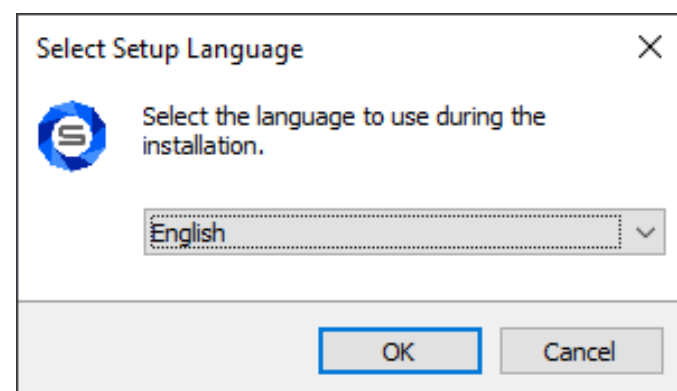 Select Setup Language
S
Select the language to use during the
installation.
English
OK
Cancel